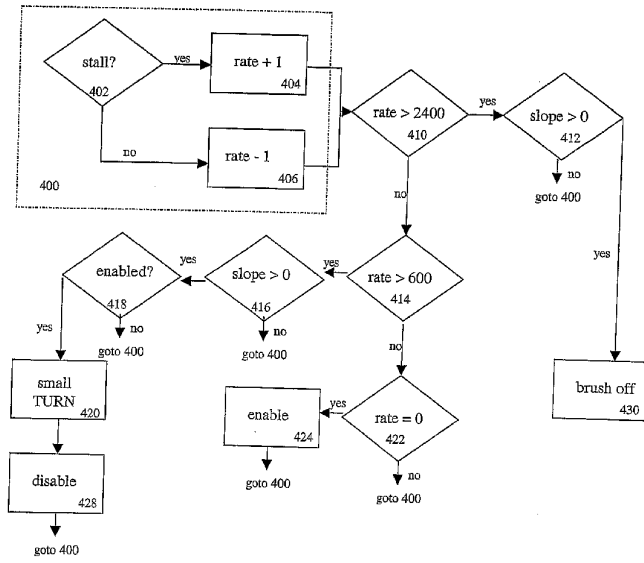 stall?
402
yes
rate + 1
404
no
rate - 1
406
400
rate > 2400
410
yes
slope > 0
412
no
goto 400
yes
no
rate > 600
414
yes
slope > 0
416
no
goto 400
yes
enabled?
418
no
goto 400
yes
small
TURN
420
disable
428
goto 400
no
rate = 0
422
yes
enable
424
goto 400
no
goto 400
brush off
430